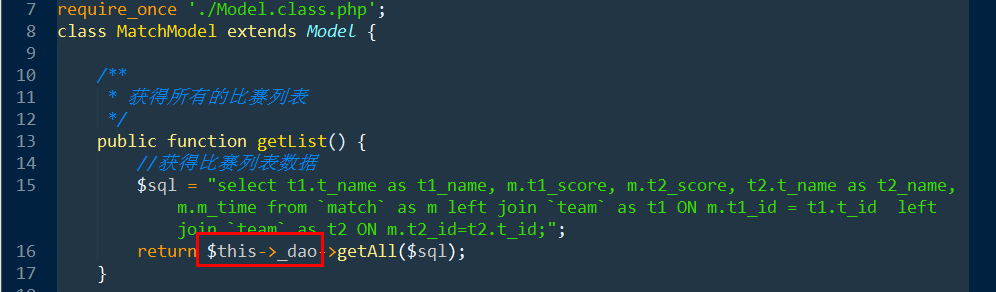 7 require_once './Model.class.php';
8 class MatchModel extends Model {
9
10 /**
11 * 获得所有的比赛列表
12 */
13 public function getList() {
14 //获得比赛列表数据
15 $sql = "select t1.t_name as t1_name, m.t1_score, m.t2_score, t2.t_name as t2_name,
m.m_time from `match` as m left join `team` as t1 ON m.t1_id = t1.t_id left
join `team` as t2 ON m.t2_id=t2.t_id;";
16 return $this->_dao->getAll($sql);
17 }